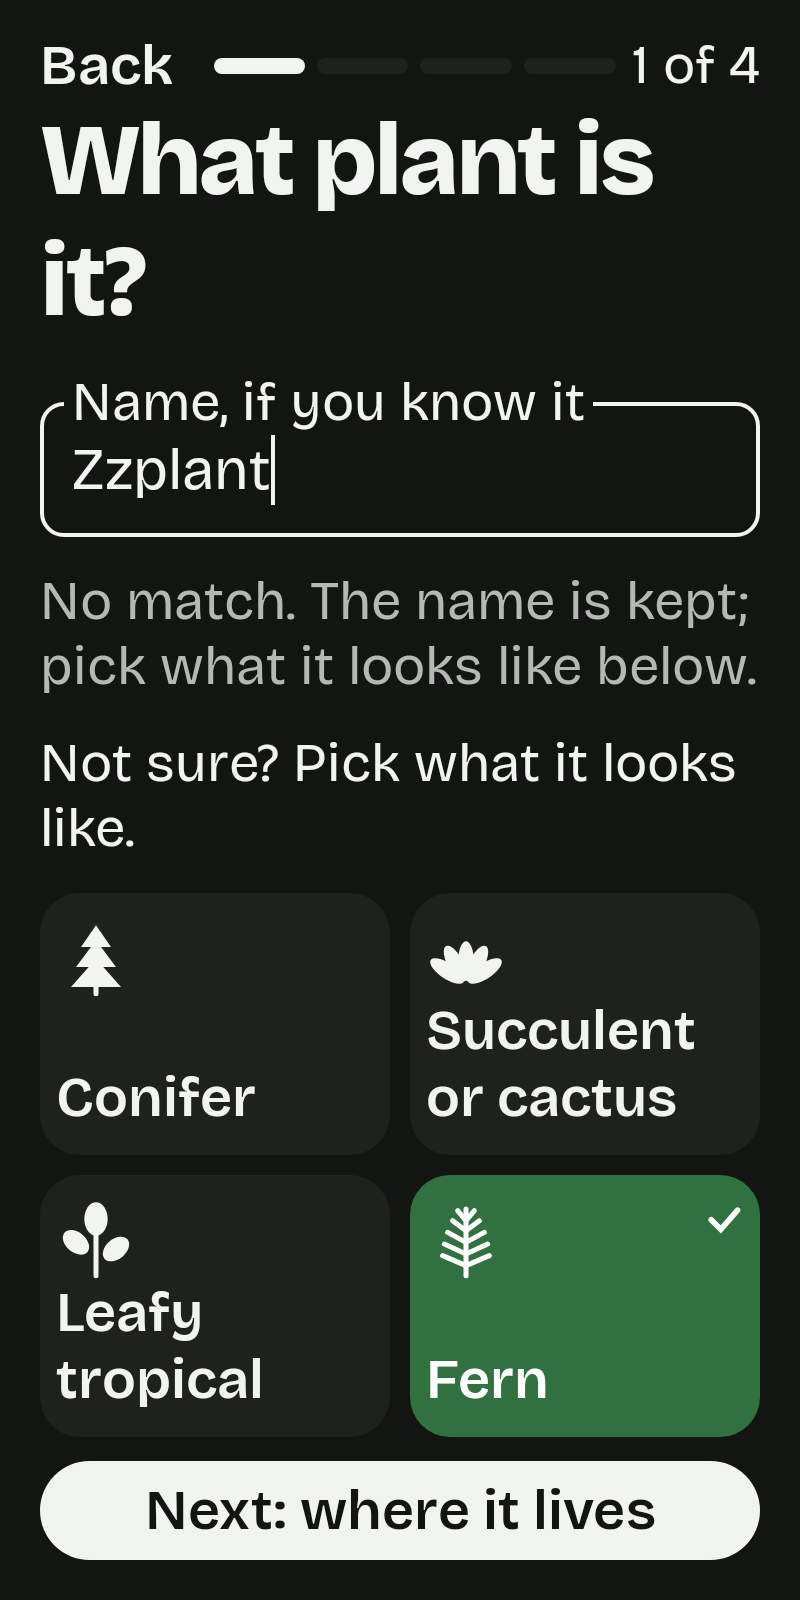 Back
1 of 4
What plant is
it?
Name, if you know it
Zzplant
No match. The name is kept;
pick what it looks like below.
Not sure? Pick what it looks
like.
Conifer
Succulent
or cactus
Leafy
tropical
Fern
Next: where it lives